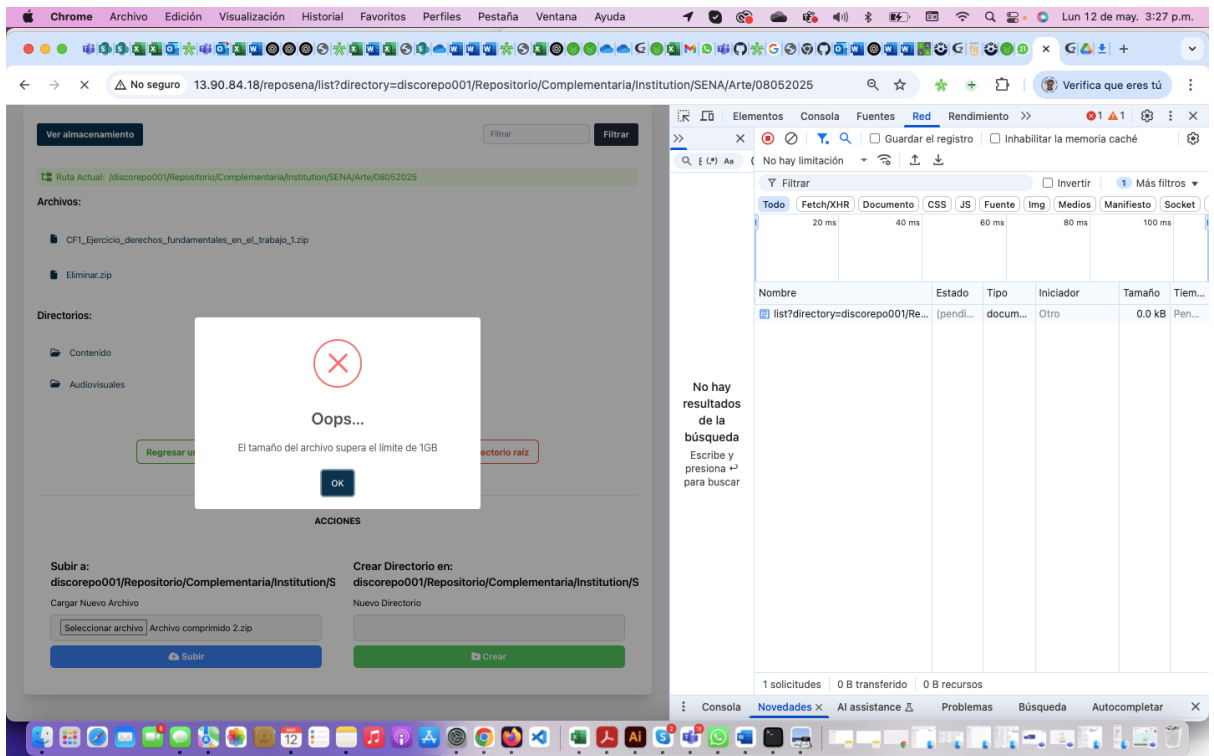 Chrome Archivo Edición Visualización Historial Favoritos Perfiles Pestaña Ventana Ayuda Lun 12 de may. 3:27 p.m.
No seguro 13.90.84.18/reposena/list?directory=discorepo001/Repositorio/Complementaria/Institution/SENA/Arte/08052025 Verifica que eres tú
Ver almacenamiento Filtrar Filtrar
Ruta Actual: /discorepo001/Repositorio/Complementaria/Institution/SENA/Arte/08052025
Archivos:
CF1_Ejercicio_derechos_fundamentales_en_el_trabajo_1.zip
Eliminar.zip
Directorios:
Contenido
Audiovisuales
Oops...
El tamaño del archivo supera el límite de 1GB
OK
Regresar un
ectorio raíz
ACCIONES
Subir a:
discorepo001/Repositorio/Complementaria/Institution/S
Cargar Nuevo Archivo
Seleccionar archivo Archivo comprimido 2.zip
Subir
Crear Directorio en:
discorepo001/Repositorio/Complementaria/Institution/S
Nuevo Directorio
Crear
Elementos Consola Fuentes Red Rendimiento 1 1
Guardar el registro Inhabilitar la memoria caché
Aa No hay limitación
Filtrar Invertir 1 Más filtros
Todo Fetch/XHR Documento CSS JS Fuente Img Medios Manifiesto Socket
20 ms 40 ms 60 ms 80 ms 100 ms
Nombre Estado Tipo Iniciador Tamaño Tiem...
list?directory=discorepo001/Re... (pendi... docum... Otro 0.0 kB Pen...
No hay
resultados
de la
búsqueda
Escribe y
presiona ↩
para buscar
1 solicitudes 0 B transferido 0 B recursos
Consola Novedades AI assistance Problemas Búsqueda Autocompletar